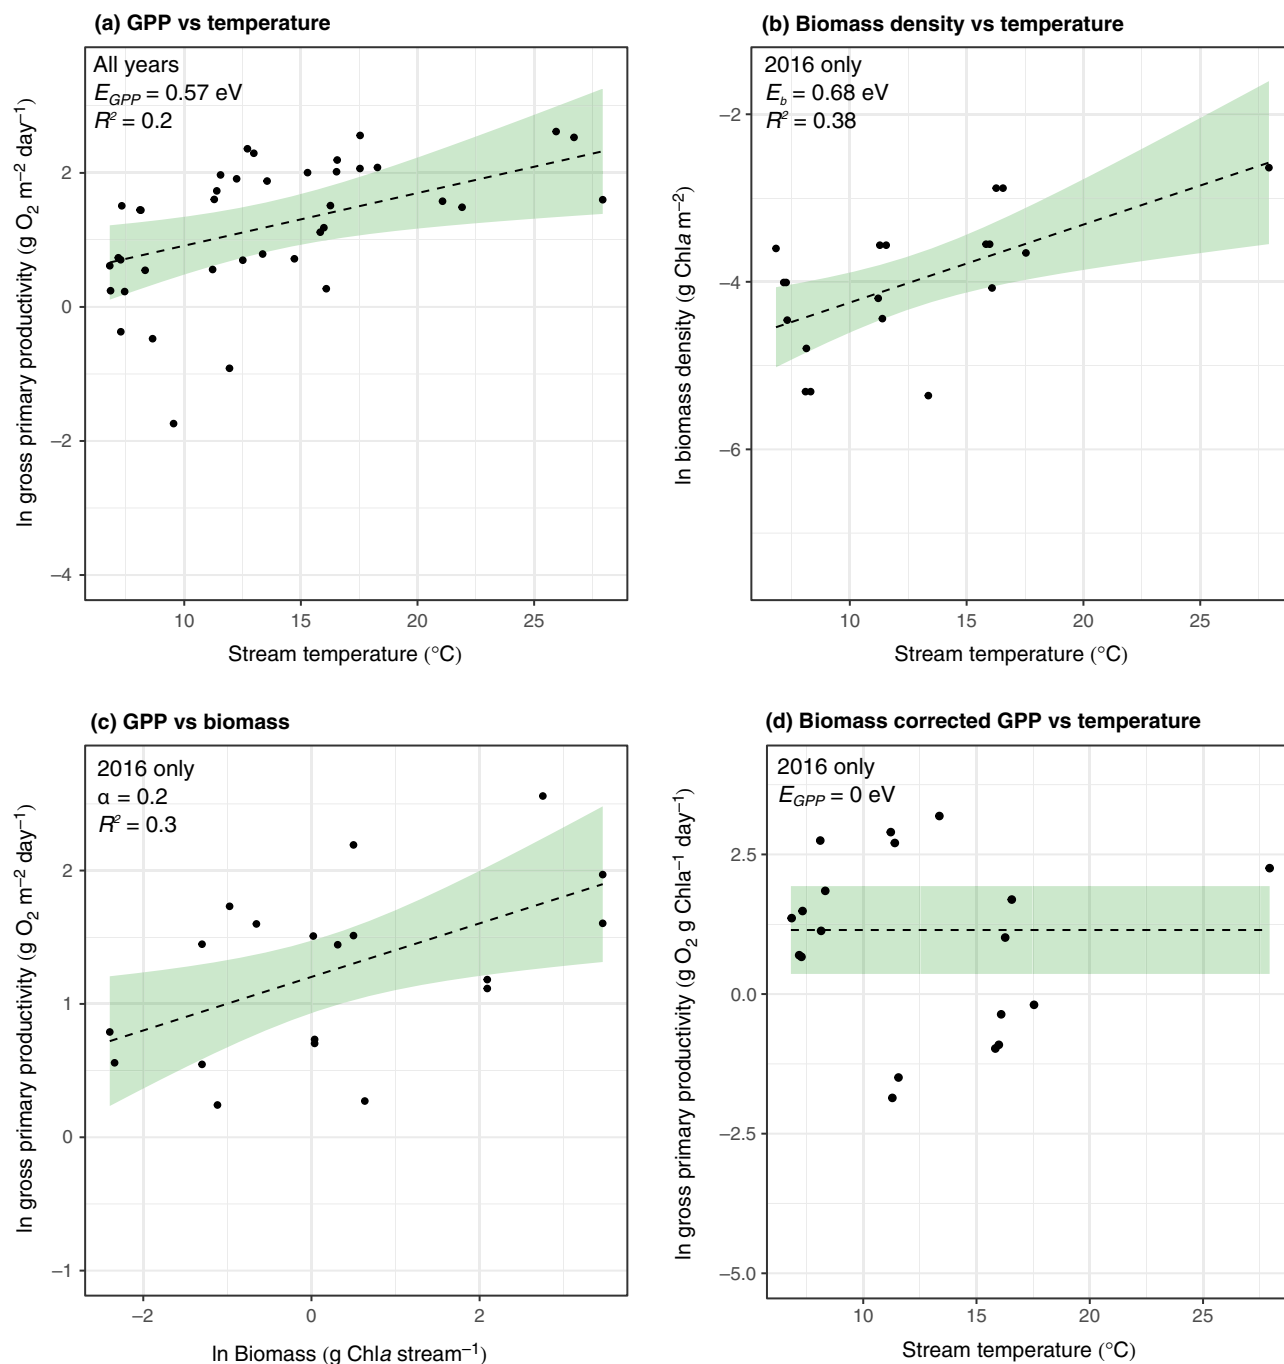 (a) GPP vs temperature
All years
E_GPP = 0.57 eV
R² = 0.2
ln gross primary productivity (g O₂ m⁻² day⁻¹)
2
0
−2
−4
10 15 20 25
Stream temperature (°C)
(b) Biomass density vs temperature
2016 only
E_b = 0.68 eV
R² = 0.38
ln biomass density (g Chla m⁻²)
−2
−4
−6
10 15 20 25
Stream temperature (°C)
(c) GPP vs biomass
2016 only
α = 0.2
R² = 0.3
ln gross primary productivity (g O₂ m⁻² day⁻¹)
2
1
0
−1
−2 0 2
ln Biomass (g Chla stream⁻¹)
(d) Biomass corrected GPP vs temperature
2016 only
E_GPP = 0 eV
ln gross primary productivity (g O₂ g Chla⁻¹ day⁻¹)
2.5
0.0
−2.5
−5.0
10 15 20 25
Stream temperature (°C)